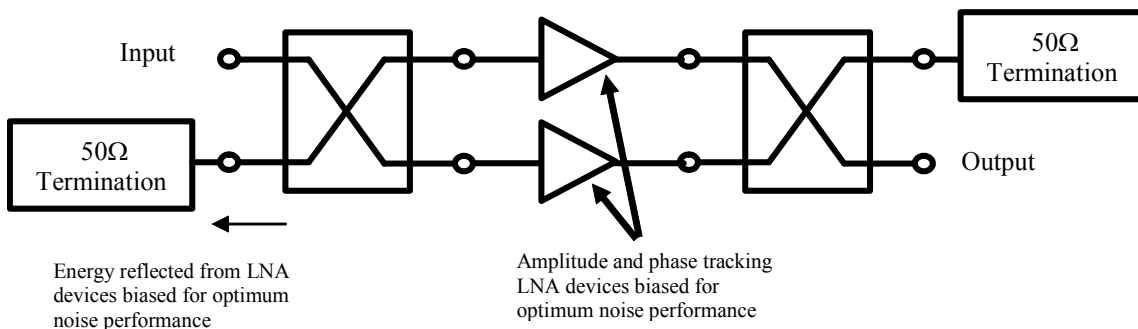 Input
50Ω
Termination
50Ω
Termination
Output
Energy reflected from LNA
devices biased for optimum
noise performance
Amplitude and phase tracking
LNA devices biased for
optimum noise performance